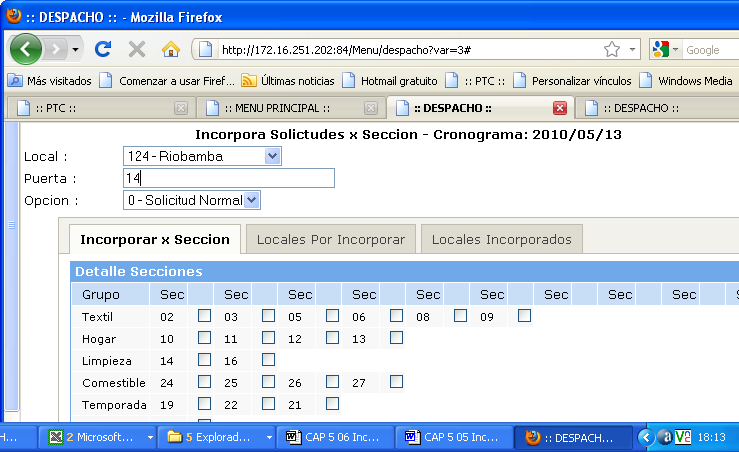 :: DESPACHO :: - Mozilla Firefox
http://172.16.251.202:84/Menu/despacho?var=3#
Google
Más visitados Comenzar a usar Firef... Últimas noticias Hotmail gratuito :: PTC :: Personalizar vínculos Windows Media
:: PTC :: :: MENU PRINCIPAL :: :: DESPACHO :: :: DESPACHO ::
Incorpora Solictudes x Seccion - Cronograma: 2010/05/13
Local : 124 - Riobamba
Puerta : 14
Opcion : 0 - Solicitud Normal
Incorporar x Seccion Locales Por Incorporar Locales Incorporados
Detalle Secciones
Grupo Sec Sec Sec Sec Sec Sec Sec Sec Sec
Textil 02 03 05 06 08 09
Hogar 10 11 12 13
Limpieza 14 16
Comestible 24 25 26 27
Temporada 19 22 21
H... 2 Microsoft... 5 Explorad... CAP 5 06 Inc... CAP 5 05 Inc... :: DESPACH... 18:13